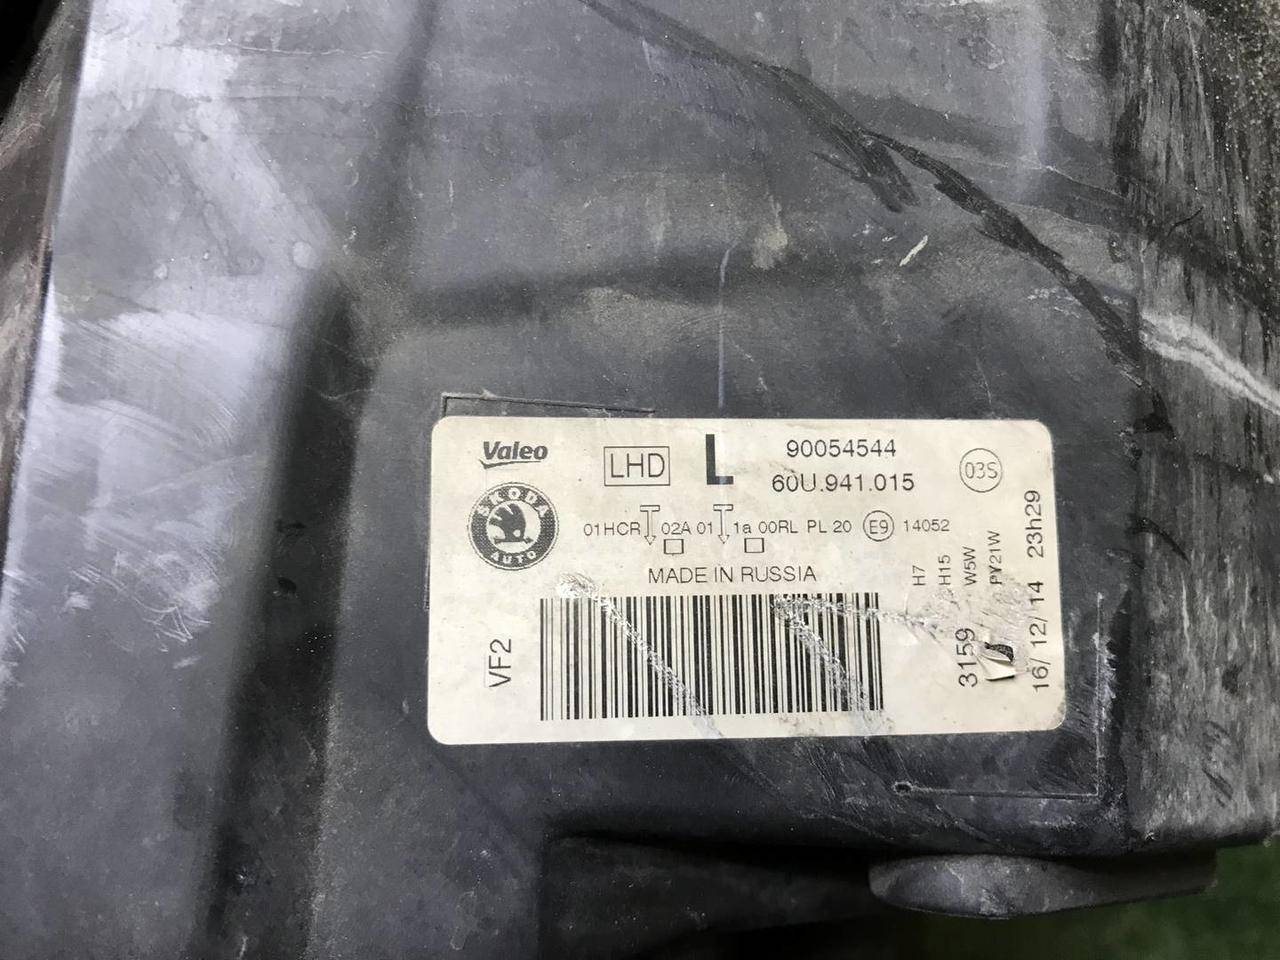 Valeo
LHD
L
90054544
60U.941.015
03S
ŠKODA
AUTO
01HCR 02A 01 1a 00RL PL 20 E9 14052
MADE IN RUSSIA
VF2
H7
H15
W5W
PY21W
3159
16/12/14 23h29